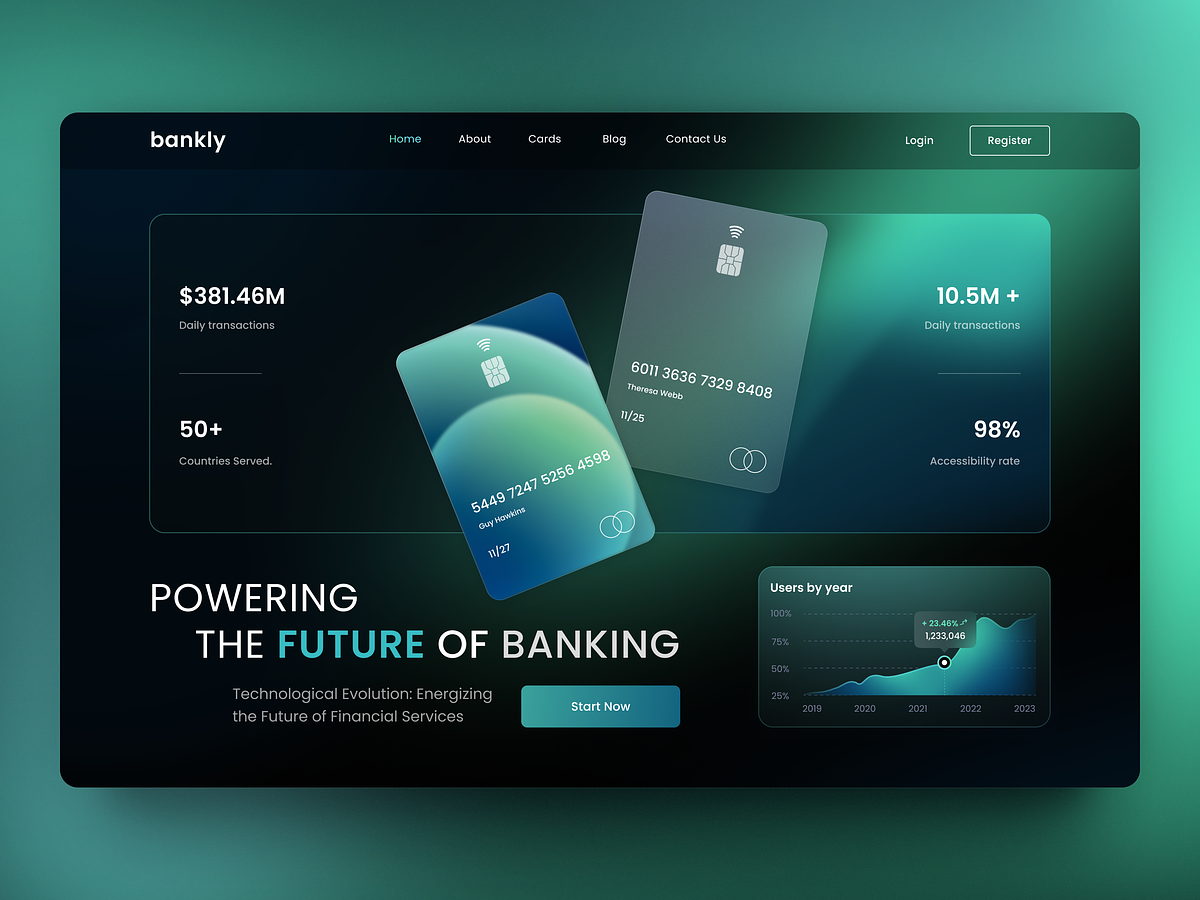 bankly
Home About Cards Blog Contact Us
Login Register
$381.46M
Daily transactions
50+
Countries Served.
5449 7247 5256 4598
Guy Hawkins
11/27
6011 3636 7329 8408
Theresa Webb
11/25
10.5M +
Daily transactions
98%
Accessibility rate
POWERING
THE FUTURE OF BANKING
Technological Evolution: Energizing
the Future of Financial Services
Start Now
Users by year
100%
75%
50%
25%
+ 23.46%
1,233,046
2019 2020 2021 2022 2023